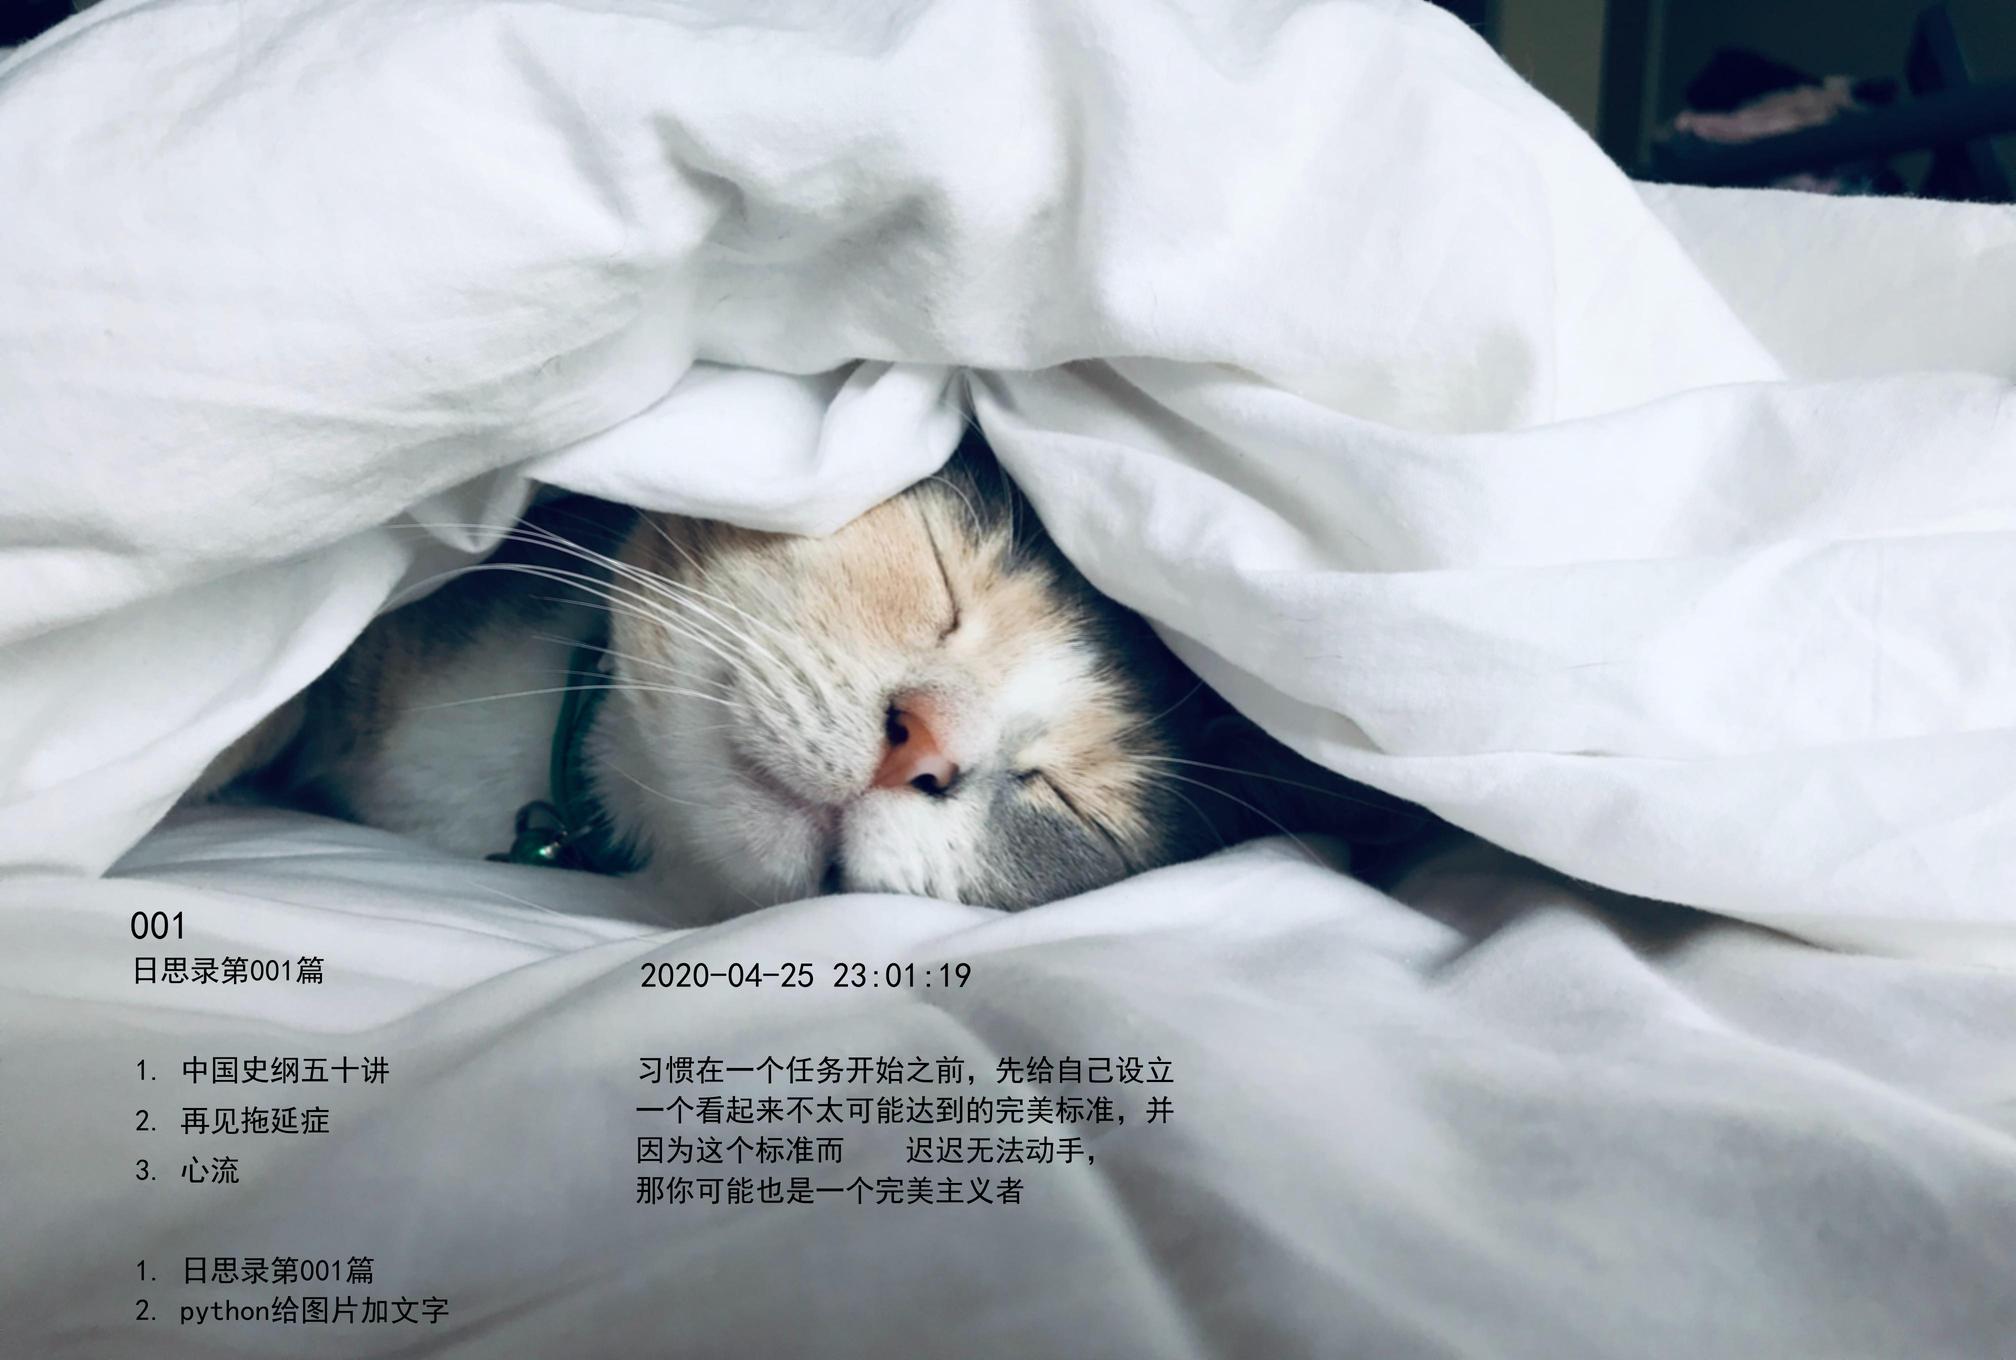 001
日思录第001篇
2020-04-25 23:01:19
1. 中国史纲五十讲
2. 再见拖延症
3. 心流
习惯在一个任务开始之前，先给自己设立
一个看起来不太可能达到的完美标准，并
因为这个标准而　　迟迟无法动手，
那你可能也是一个完美主义者
1. 日思录第001篇
2. python给图片加文字